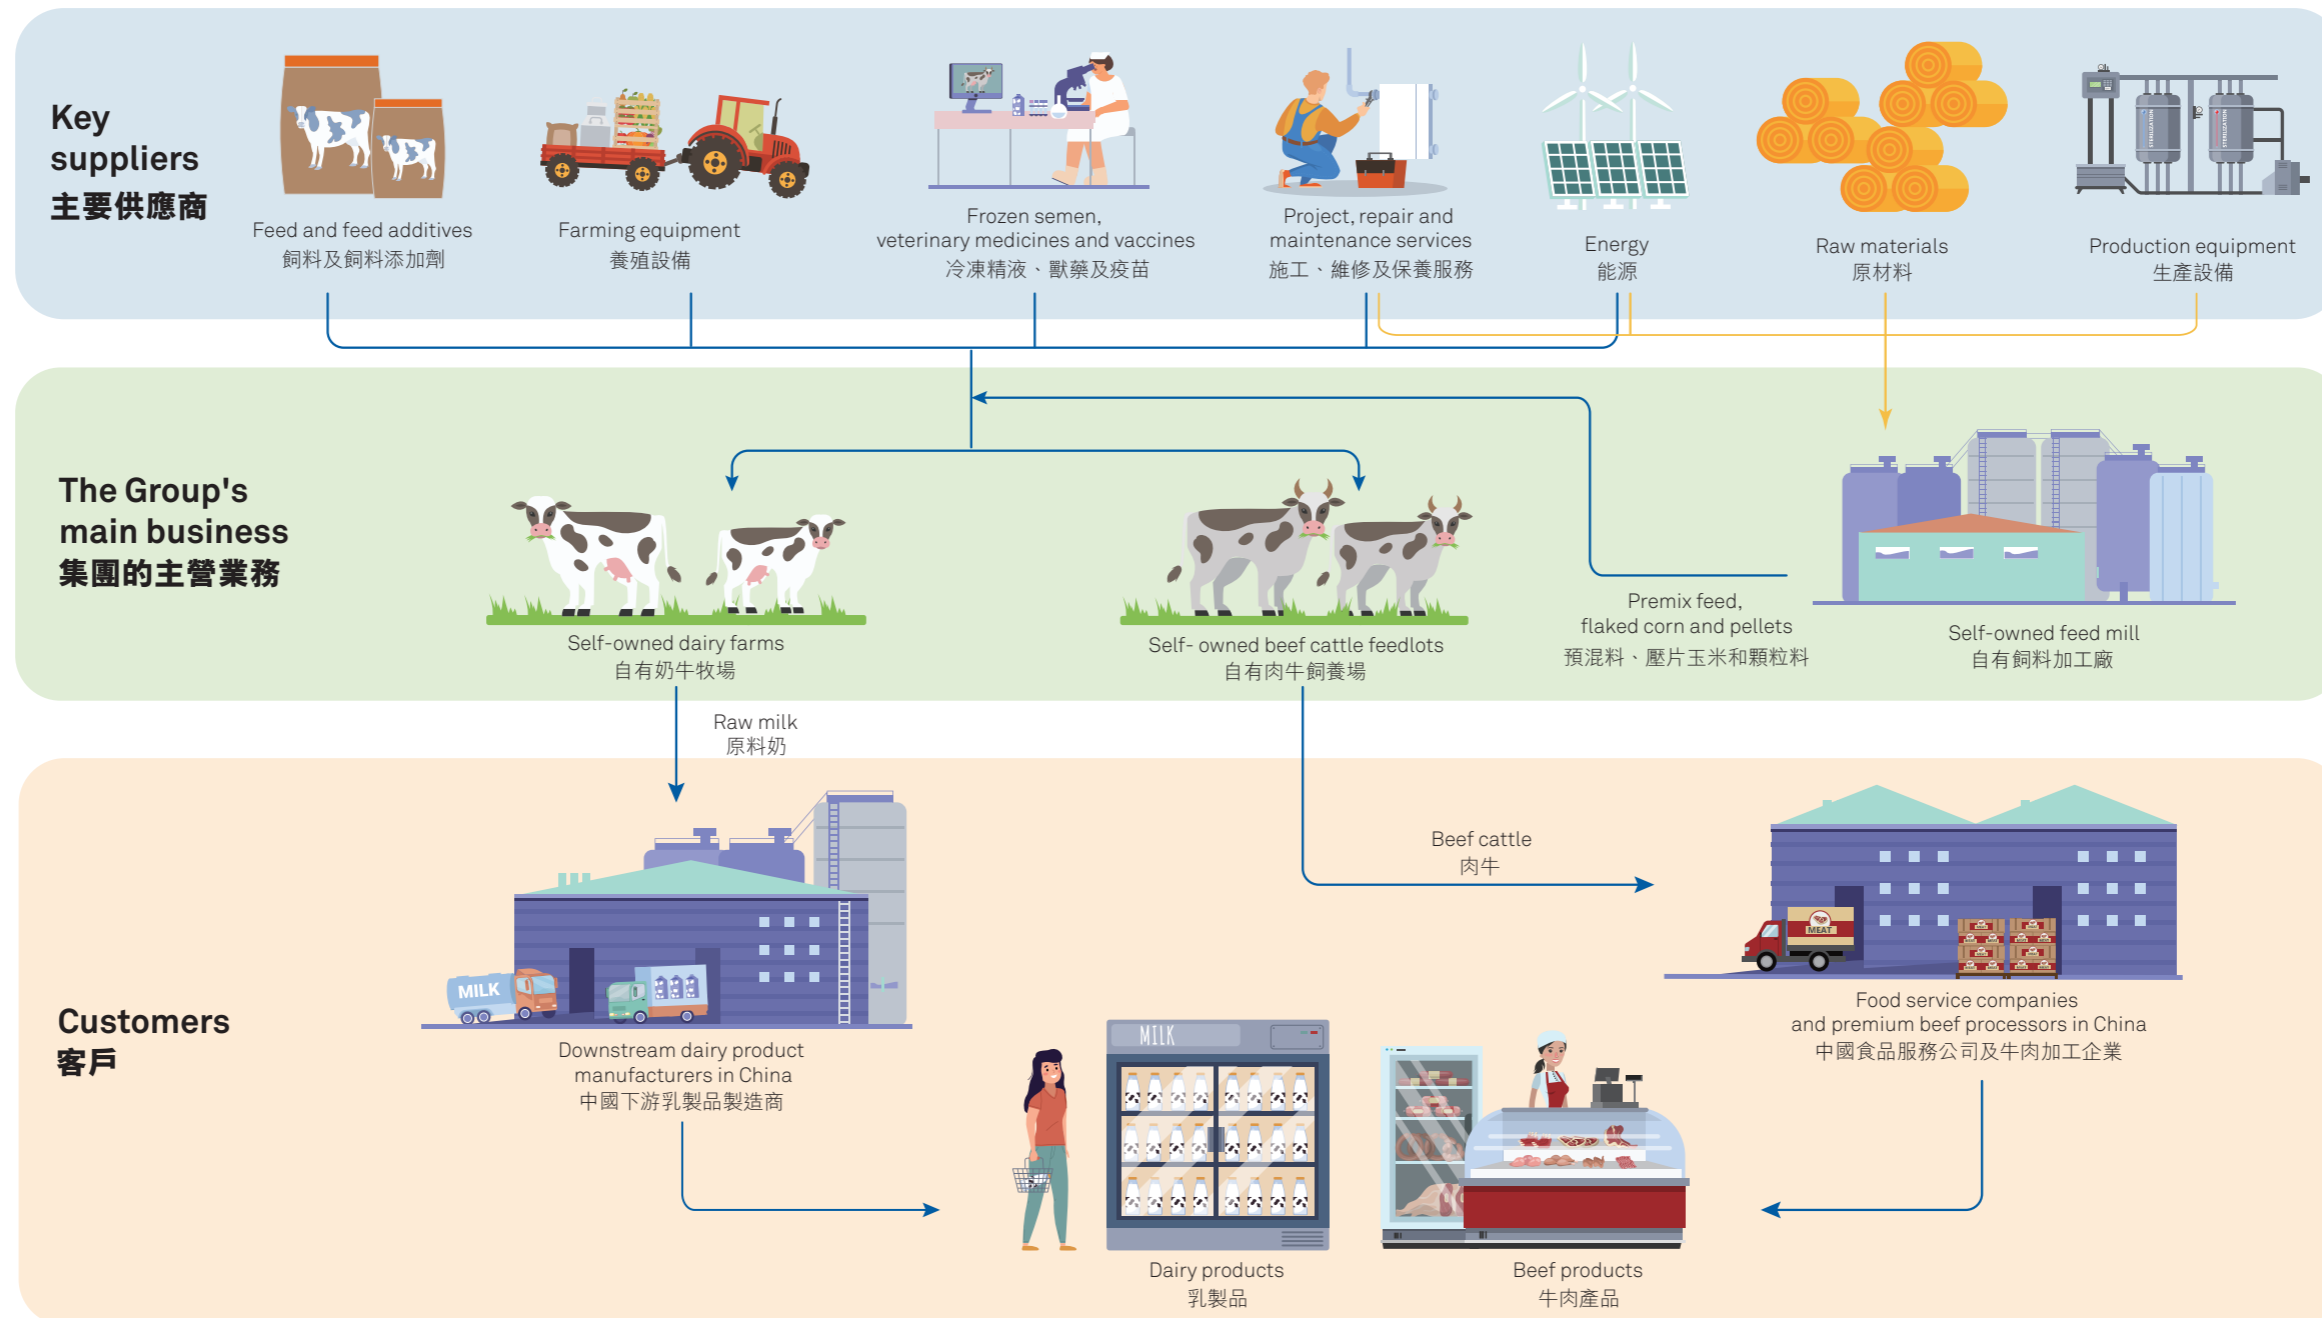 Key
suppliers
主要供應商
Feed and feed additives
飼料及飼料添加劑
Farming equipment
養殖設備
Frozen semen,
veterinary medicines and vaccines
冷凍精液、獸藥及疫苗
Project, repair and
maintenance services
施工、維修及保養服務
Energy
能源
Raw materials
原材料
STERILIZATION
STERILIZATION
Production equipment
生產設備
The Group's
main business
集團的主營業務
Self-owned dairy farms
自有奶牛牧場
Self- owned beef cattle feedlots
自有肉牛飼養場
Premix feed,
flaked corn and pellets
預混料、壓片玉米和顆粒料
Self-owned feed mill
自有飼料加工廠
Raw milk
原料奶
Beef cattle
肉牛
Customers
客戶
MILK
Downstream dairy product
manufacturers in China
中國下游乳製品製造商
MEAT
Food service companies
and premium beef processors in China
中國食品服務公司及牛肉加工企業
MILK
Dairy products
乳製品
Beef products
牛肉產品